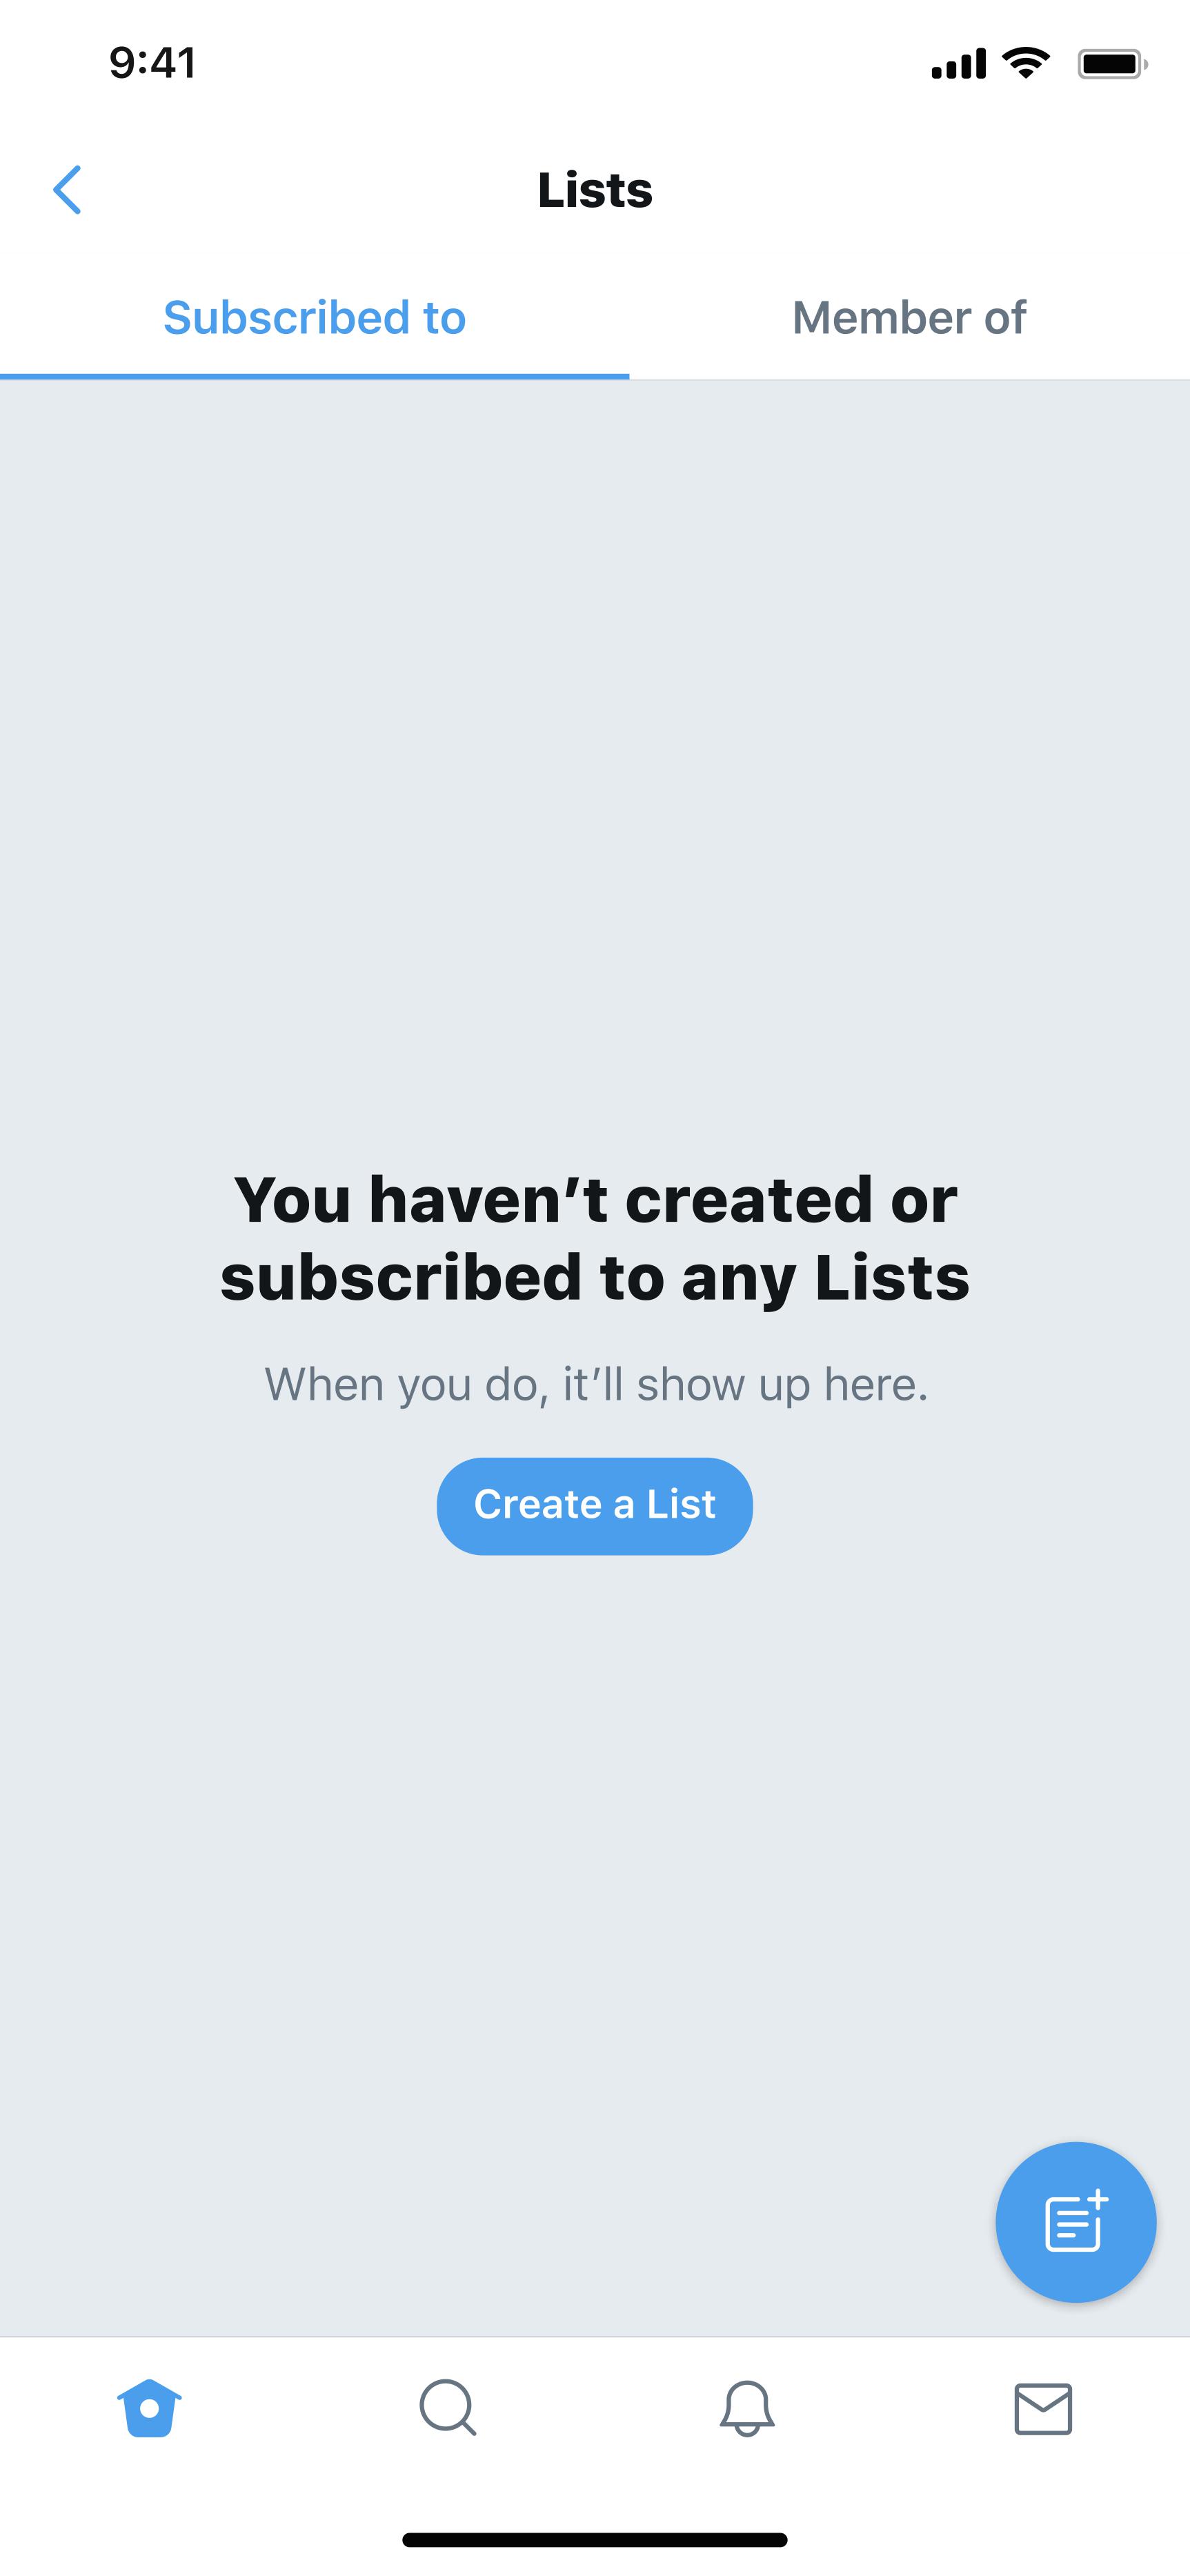 9:41
Lists
Subscribed to
Member of
You haven’t created or
subscribed to any Lists
When you do, it’ll show up here.
Create a List